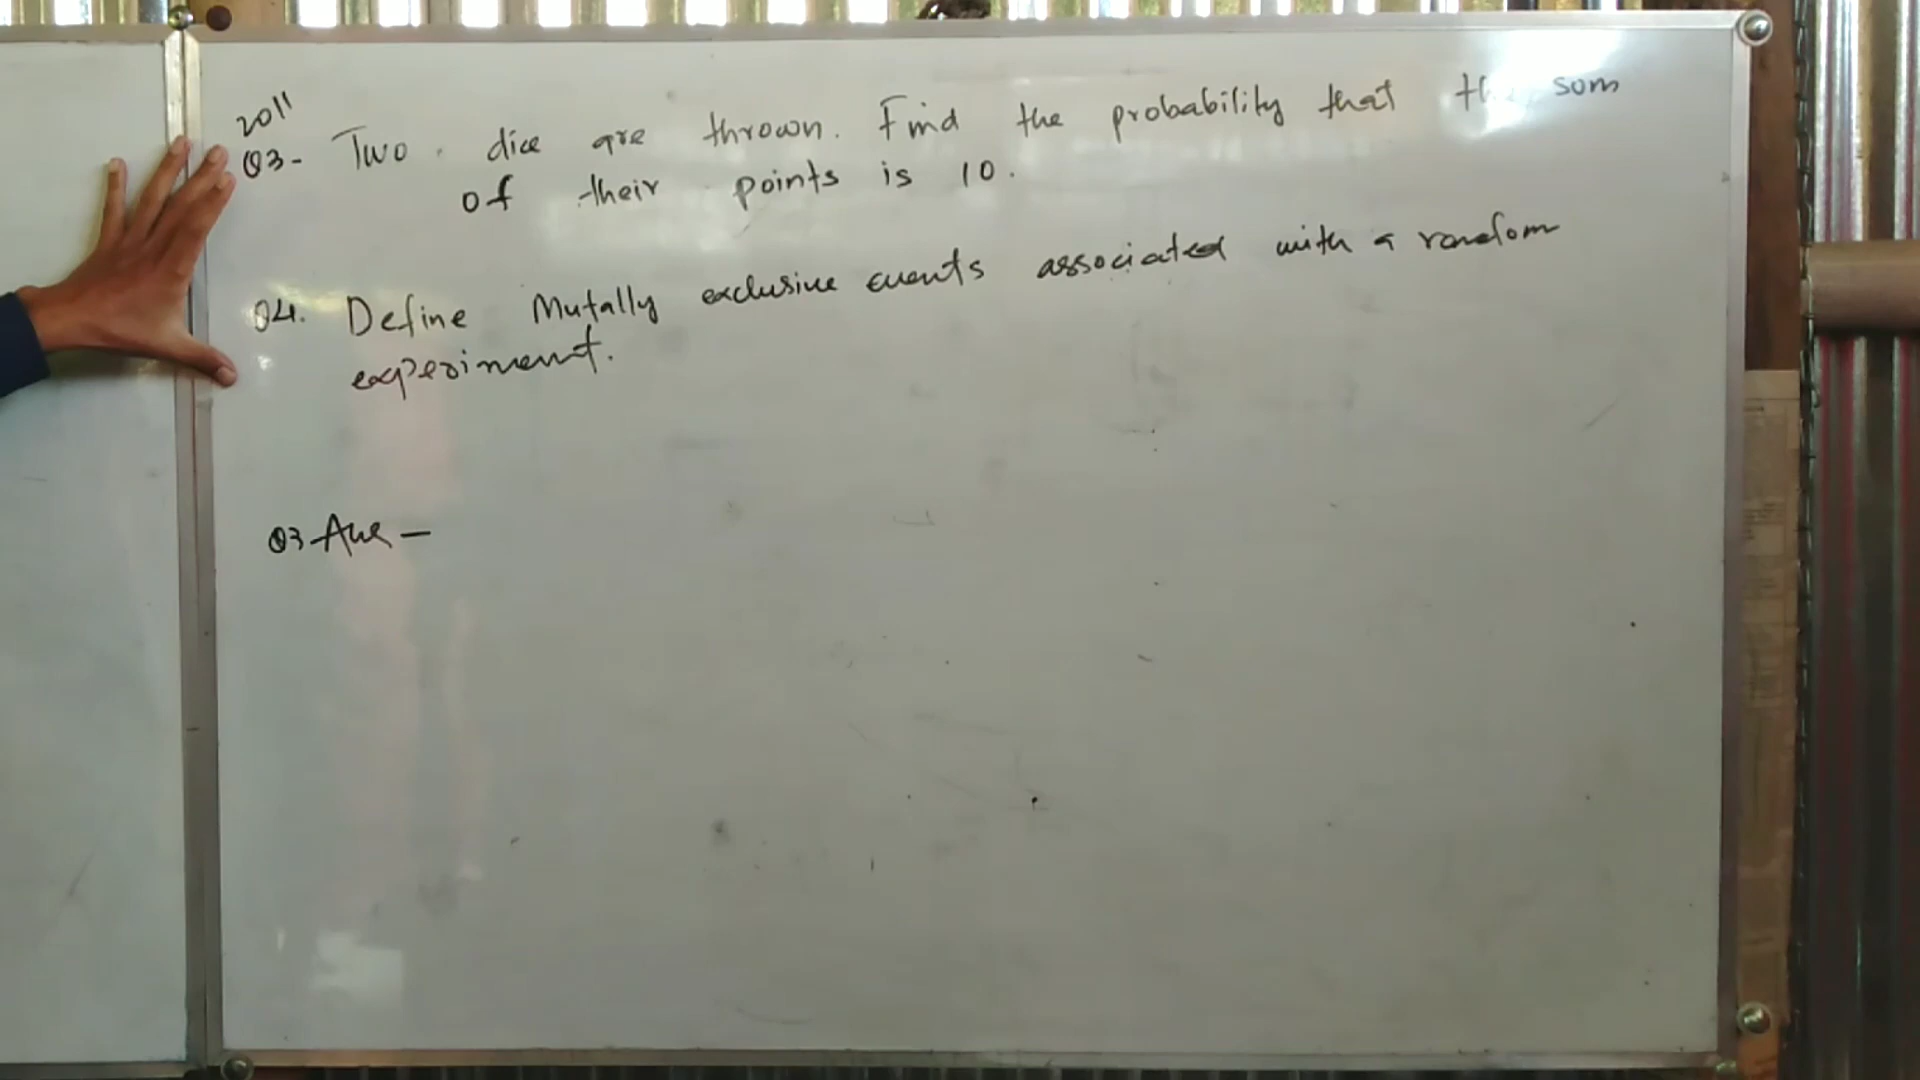 2011
Q3- Two dice are thrown. Find the probability that the som
of their points is 10.
Q4. Define Mutally exclusive events associated with a random
experiment.
Q3 Ans -